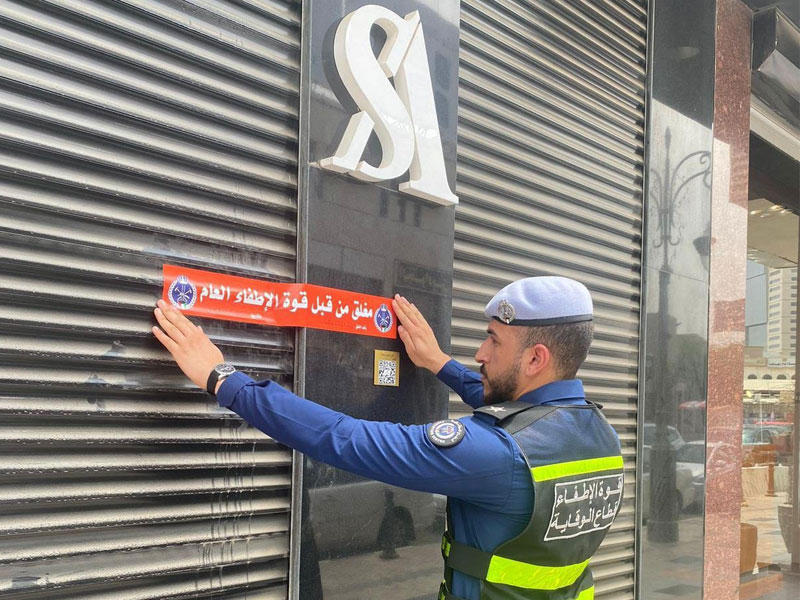 SA
مغلق من قبل قوة الإطفاء العام
قوة الإطفاء
قطاع الوقاية